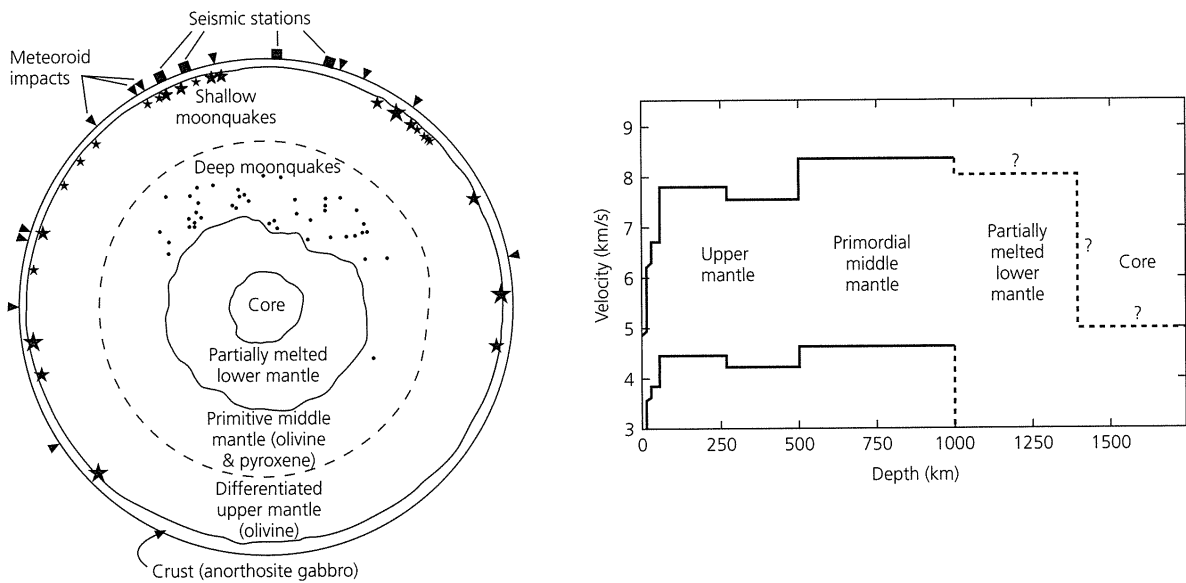 Seismic stations
Meteoroid
impacts
Shallow
moonquakes
Deep moonquakes
Core
Partially melted
lower mantle
Primitive middle
mantle (olivine
& pyroxene)
Differentiated
upper mantle
(olivine)
Crust (anorthosite gabbro)
Velocity (km/s)
9
8
7
6
5
4
3
?
?
?
Upper
mantle
Primordial
middle
mantle
Partially
melted
lower
mantle
Core
0
250
500
750
1000
1250
1500
Depth (km)